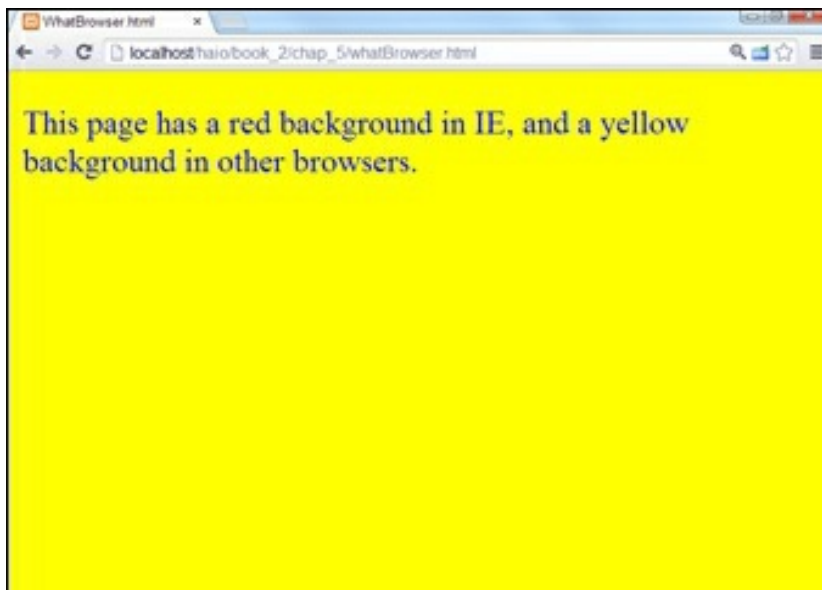 WhatBrowser.html
localhost/haio/book_2/chap_5/whatBrowser.html
This page has a red background in IE, and a yellow
background in other browsers.